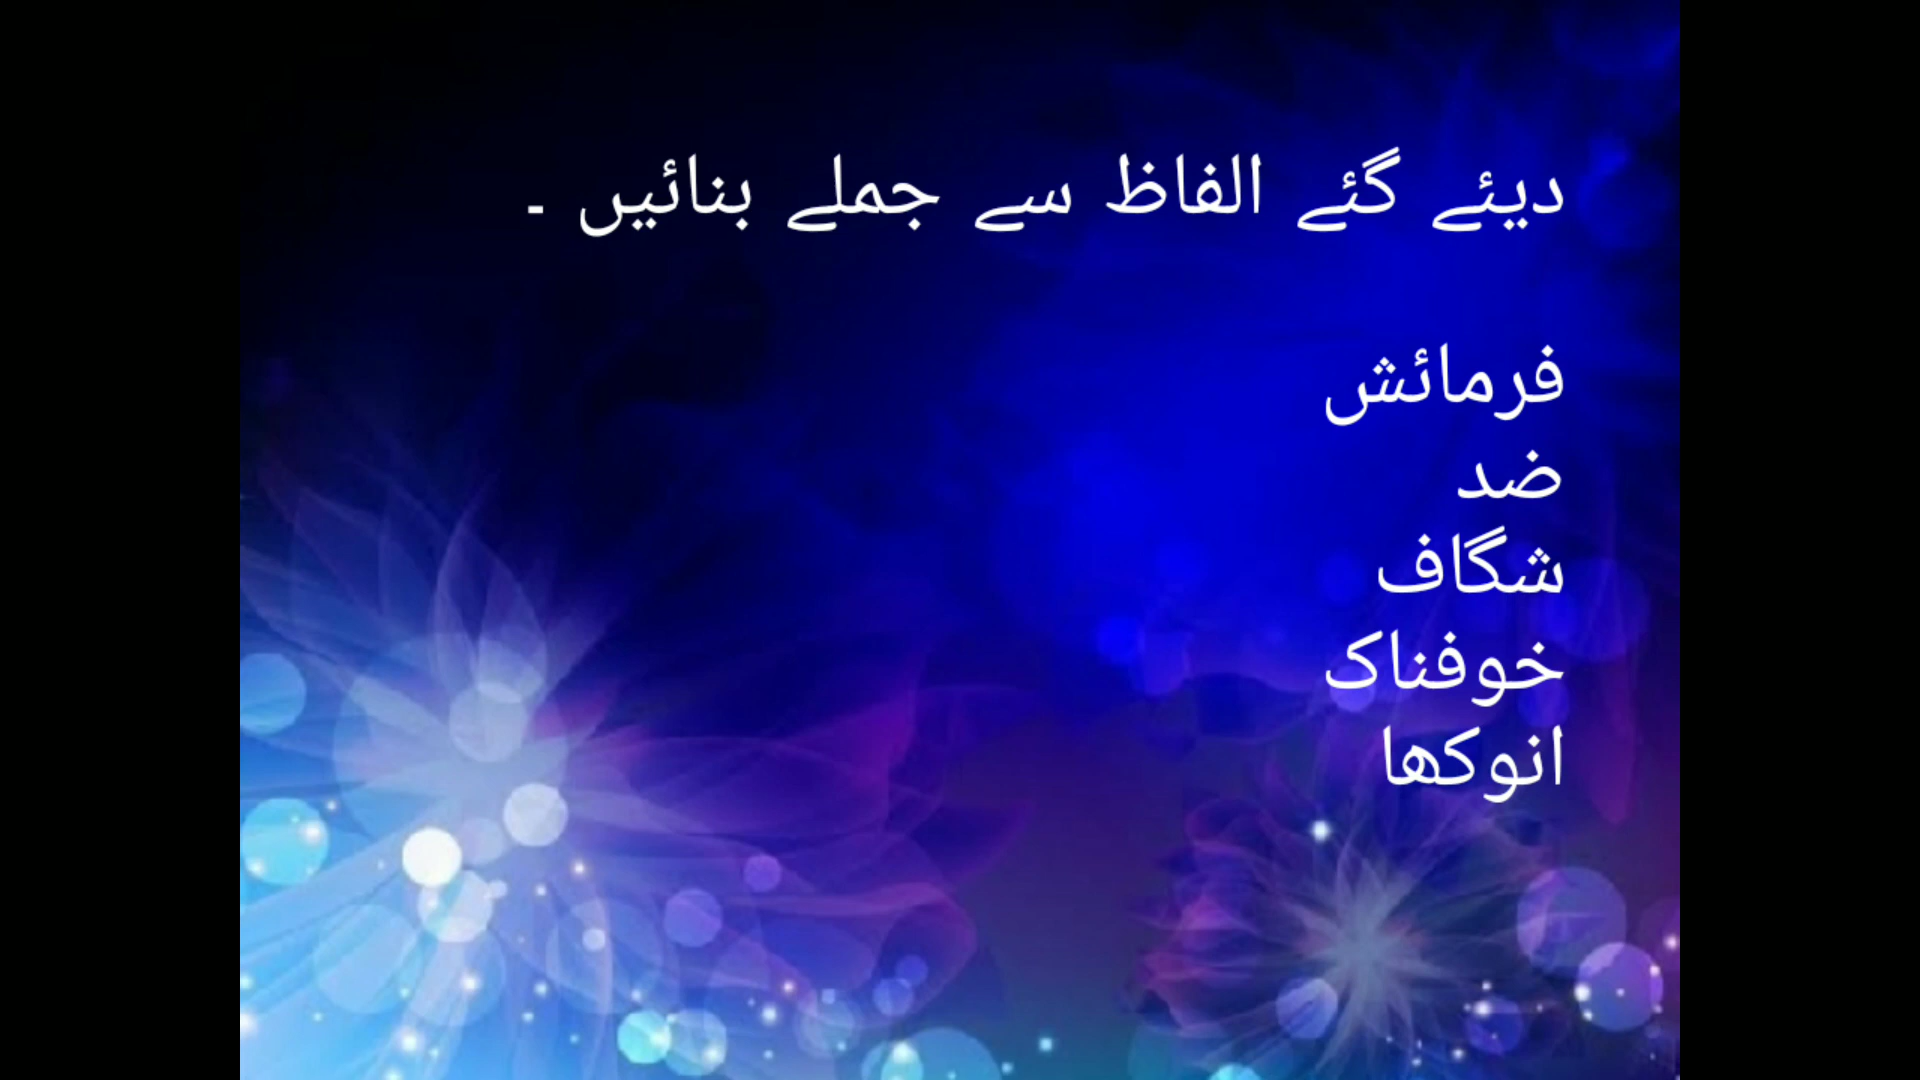 دیئے گئے الفاظ سے جملے بنائیں ۔
فرمائش
ضد
شگاف
خوفناک
انوکھا